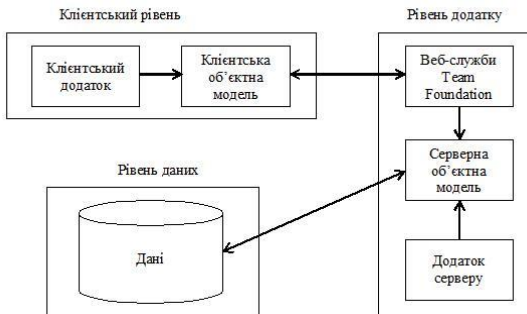 Клієнтський рівень
Клієнтський
додаток
Клієнтська
об’єктна
модель
Рівень додатку
Веб-служби
Team
Foundation
Серверна
об’єктна
модель
Додаток
серверу
Рівень даних
Дані